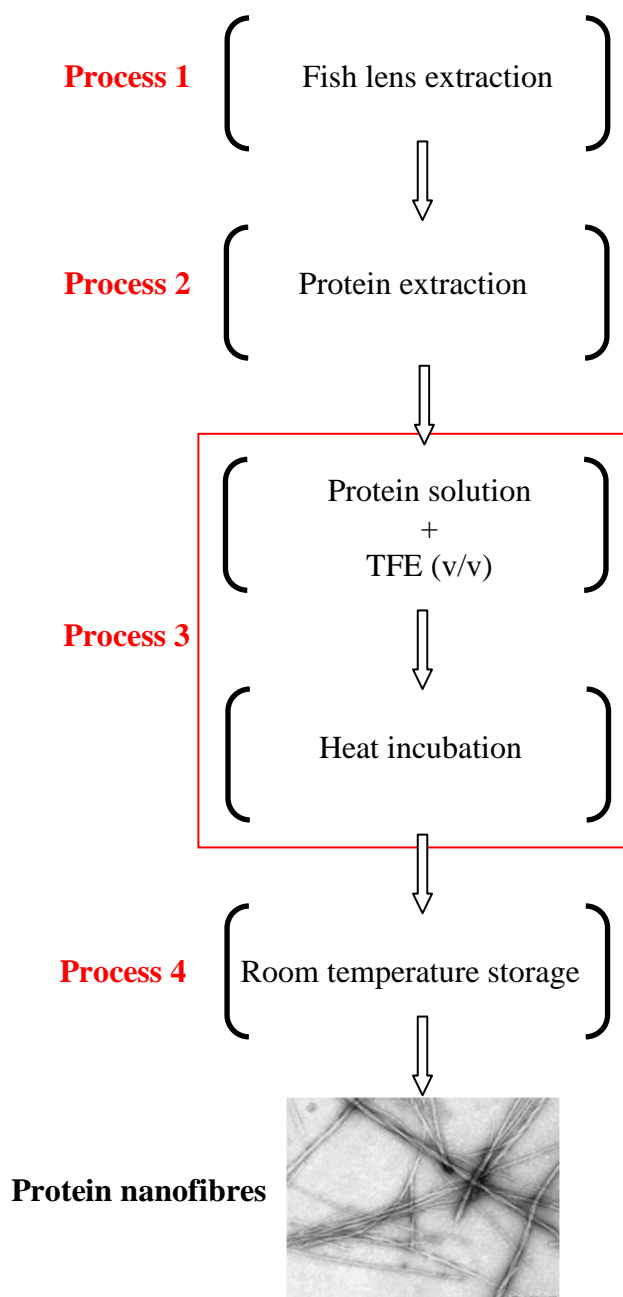 Process 1
Fish lens extraction
Process 2
Protein extraction
Protein solution
+
TFE (v/v)
Process 3
Heat incubation
Process 4
Room temperature storage
Protein nanofibres